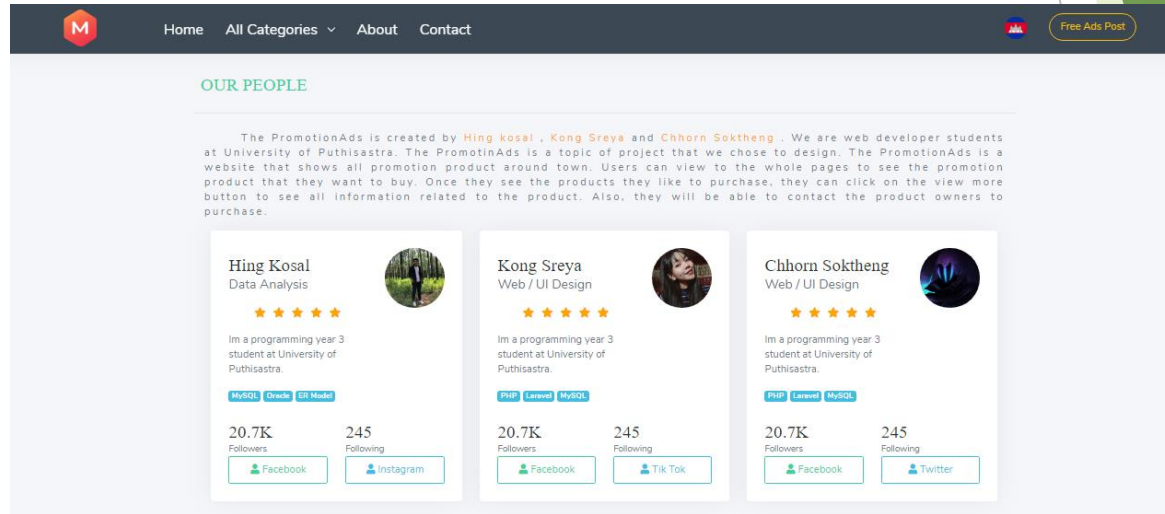 M
Home All Categories About Contact
Free Ads Post
OUR PEOPLE
The PromotionAds is created by Hing kosal , Kong Sreya and Chhorn Soktheng . We are web developer students
at University of Puthisastra. The PromotinAds is a topic of project that we chose to design. The PromotionAds is a
website that shows all promotion product around town. Users can view to the whole pages to see the promotion
product that they want to buy. Once they see the products they like to purchase, they can click on the view more
button to see all information related to the product. Also, they will be able to contact the product owners to
purchase.
Hing Kosal
Data Analysis
Im a programming year 3
student at University of
Puthisastra.
MySQL Oracle ER Model
20.7K 245
Followers Following
Facebook Instagram
Kong Sreya
Web / UI Design
Im a programming year 3
student at University of
Puthisastra.
PHP Laravel MySQL
20.7K 245
Followers Following
Facebook Tik Tok
Chhorn Soktheng
Web / UI Design
Im a programming year 3
student at University of
Puthisastra.
PHP Laravel MySQL
20.7K 245
Followers Following
Facebook Twitter